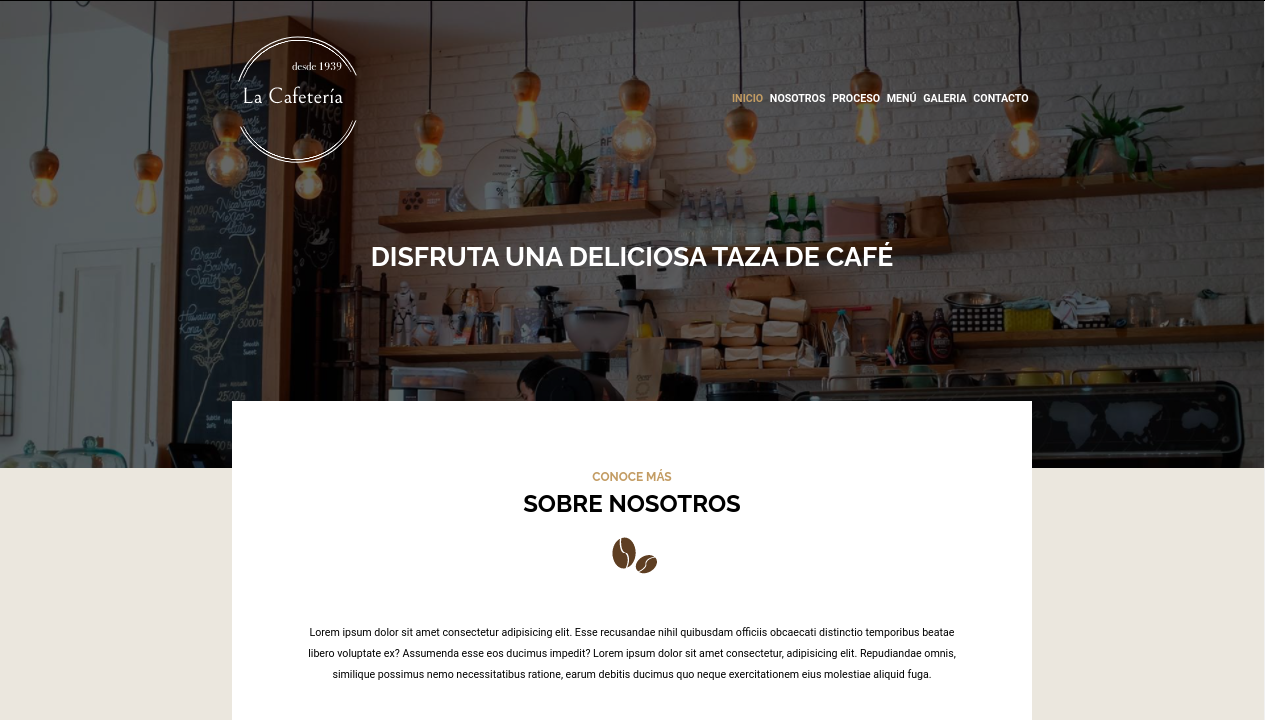 desde 1939
La Cafetería
INICIO NOSOTROS PROCESO MENÚ GALERIA CONTACTO
DISFRUTA UNA DELICIOSA TAZA DE CAFÉ
CONOCE MÁS
SOBRE NOSOTROS
Lorem ipsum dolor sit amet consectetur adipisicing elit. Esse recusandae nihil quibusdam officiis obcaecati distinctio temporibus beatae
libero voluptate ex? Assumenda esse eos ducimus impedit? Lorem ipsum dolor sit amet consectetur, adipisicing elit. Repudiandae omnis,
similique possimus nemo necessitatibus ratione, earum debitis ducimus quo neque exercitationem eius molestiae aliquid fuga.